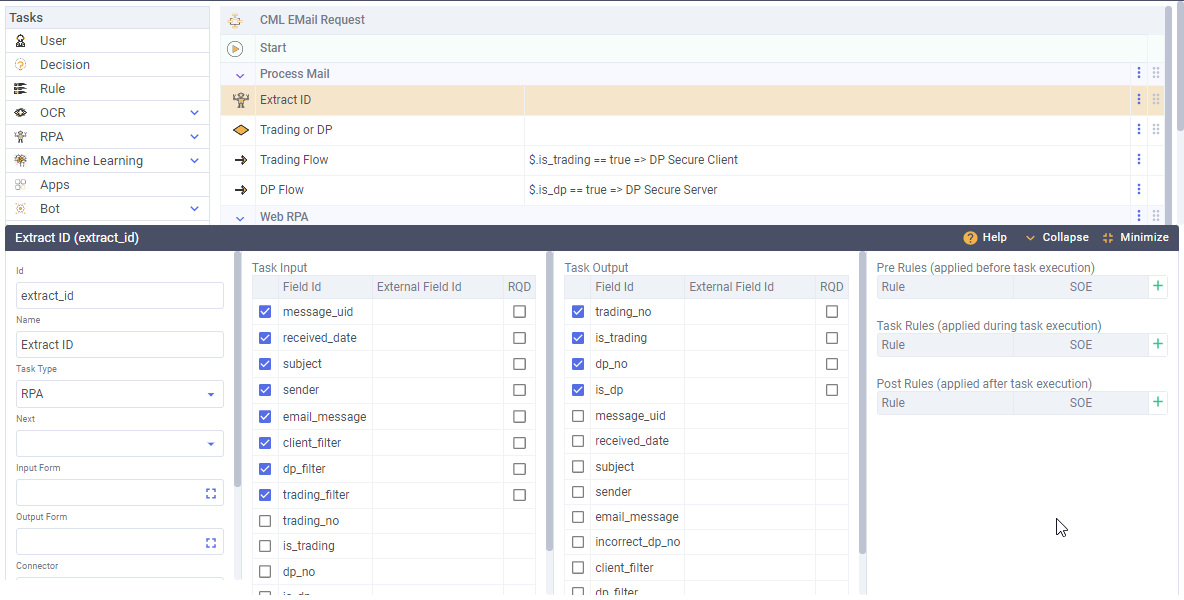 Tasks
User
Decision
Rule
OCR
RPA
Machine Learning
Apps
Bot
CML EMail Request
Start
Process Mail
Extract ID
Trading or DP
Trading Flow $.is_trading == true => DP Secure Client
DP Flow $.is_dp == true => DP Secure Server
Web RPA
Extract ID (extract_id) Help Collapse Minimize
Id
extract_id
Name
Extract ID
Task Type
RPA
Next
Input Form
Output Form
Connector
Task Input
Field Id External Field Id RQD
message_uid
received_date
subject
sender
email_message
client_filter
dp_filter
trading_filter
trading_no
is_trading
dp_no
is_dp
Task Output
Field Id External Field Id RQD
trading_no
is_trading
dp_no
is_dp
message_uid
received_date
subject
sender
email_message
incorrect_dp_no
client_filter
dp_filter
Pre Rules (applied before task execution)
Rule SOE
Task Rules (applied during task execution)
Rule SOE
Post Rules (applied after task execution)
Rule SOE